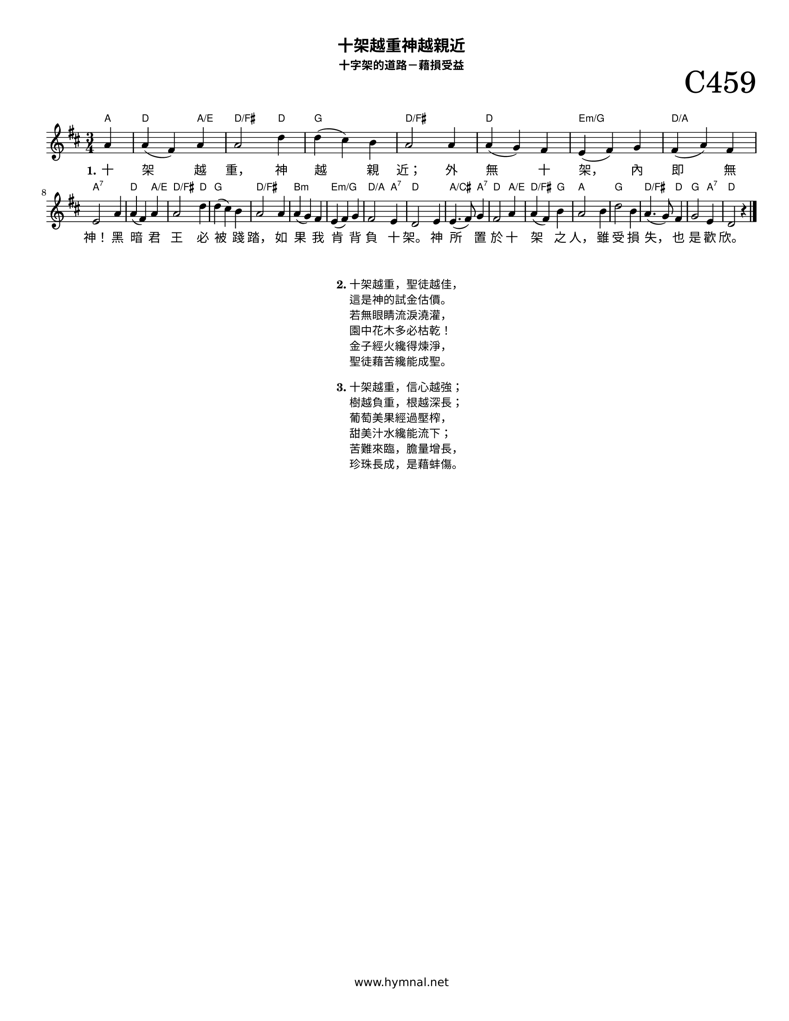 十架越重神越親近
十字架的道路－藉損受益
C459
A D A/E D/F♯ D G D/F♯ D Em/G D/A
1. 十 架 越 重， 神 越 親 近； 外 無 十 架， 內 即 無
8 A7 D A/E D/F♯ D G D/F♯ Bm Em/G D/A A7 D A/C♯ A7 D A/E D/F♯ G A G D/F♯ D G A7 D
神！黑 暗 君 王 必 被 踐 踏， 如 果 我 肯 背 負 十 架。神 所 置 於 十 架 之 人， 雖 受 損 失， 也 是 歡 欣。
2. 十架越重，聖徒越佳，
這是神的試金估價。
若無眼睛流淚澆灌，
園中花木多必枯乾！
金子經火纔得煉淨，
聖徒藉苦纔能成聖。
3. 十架越重，信心越強；
樹越負重，根越深長；
葡萄美果經過壓榨，
甜美汁水纔能流下；
苦難來臨，膽量增長，
珍珠長成，是藉蚌傷。
www.hymnal.net